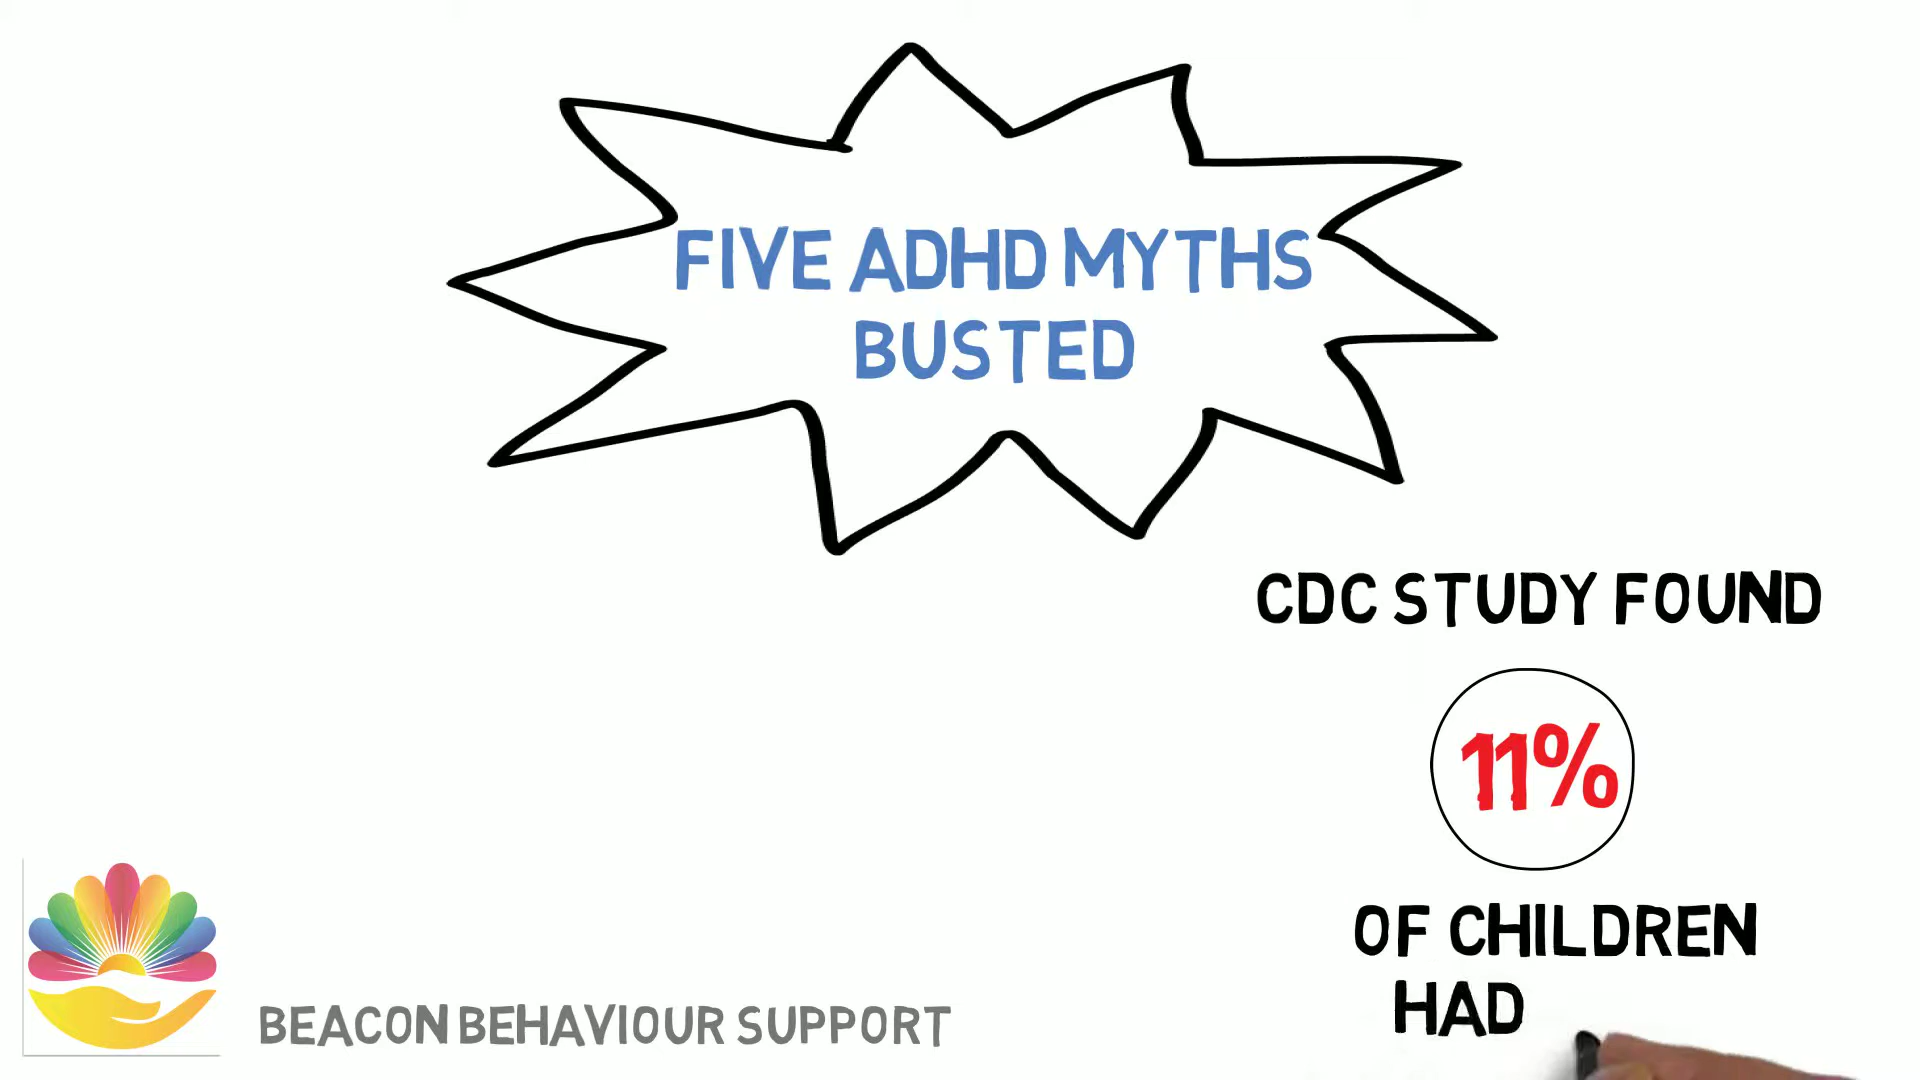 FIVE ADHD MYTHS
BUSTED
CDC STUDY FOUND
11%
OF CHILDREN
HAD
BEACON BEHAVIOUR SUPPORT